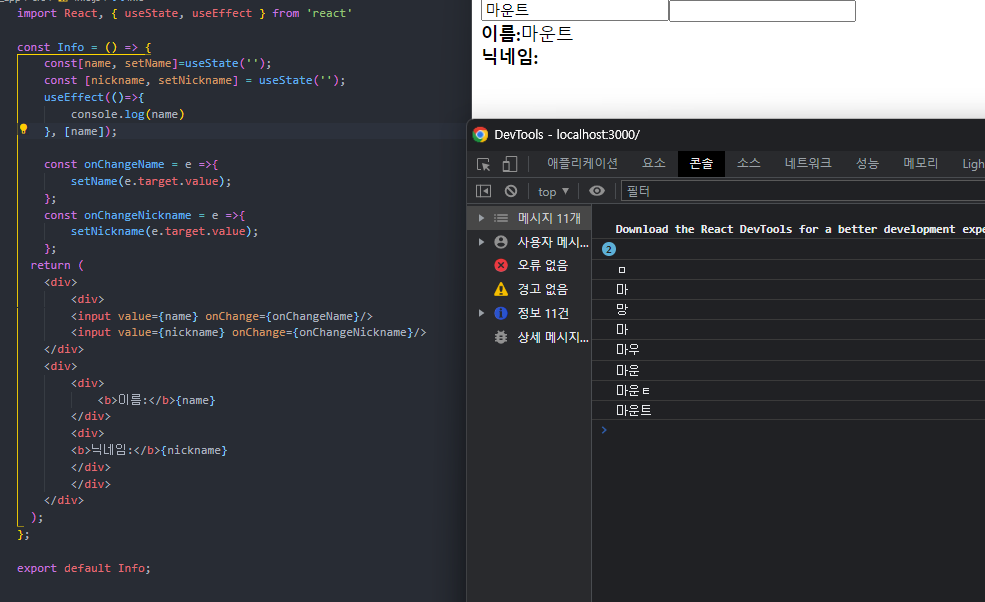 import React, { useState, useEffect } from 'react'
const Info = () => {
const[name, setName]=useState('');
const [nickname, setNickname] = useState('');
useEffect(()=>{
console.log(name)
}, [name]);
const onChangeName = e =>{
setName(e.target.value);
};
const onChangeNickname = e =>{
setNickname(e.target.value);
};
return (
<div>
<div>
<input value={name} onChange={onChangeName}/>
<input value={nickname} onChange={onChangeNickname}/>
</div>
<div>
<div>
<b>이름:</b>{name}
</div>
<div>
<b>닉네임:</b>{nickname}
</div>
</div>
</div>
);
};
export default Info;
마운트
이름:마운트
닉네임:
DevTools - localhost:3000/
애플리케이션 요소 콘솔 소스 네트워크 성능 메모리 Ligh
top ▼ 필터
메시지 11개
사용자 메시...
오류 없음
경고 없음
정보 11건
상세 메시지...
Download the React DevTools for a better development expe
2
ㅁ
마
망
마
마우
마운
마운ㅌ
마운트
>